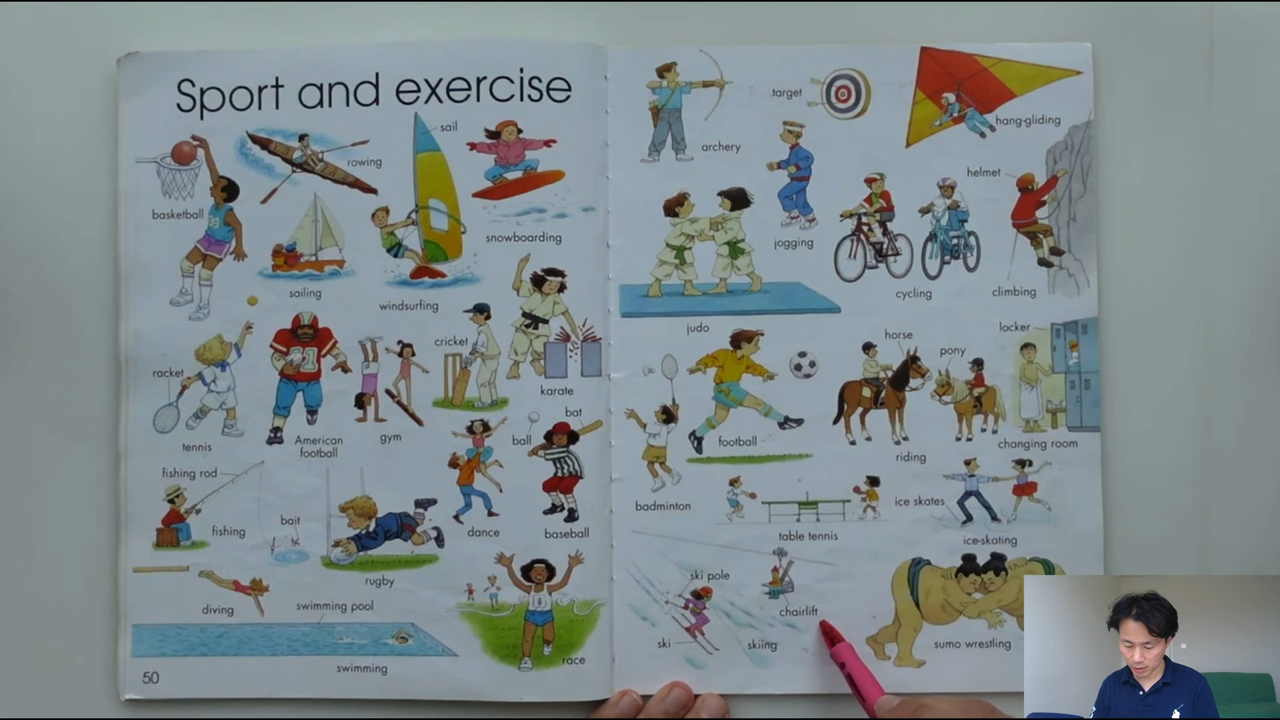 Sport and exercise
sail
rowing
basketball
snowboarding
sailing
windsurfing
cricket
racket
karate
bat
tennis
American
football
gym
ball
fishing rod
fishing
bait
dance
baseball
rugby
diving
swimming pool
race
swimming
50
target
archery
hang-gliding
helmet
jogging
cycling
climbing
judo
horse
pony
locker
football
riding
changing room
badminton
ice skates
table tennis
ice-skating
ski pole
chairlift
ski
skiing
sumo wrestling